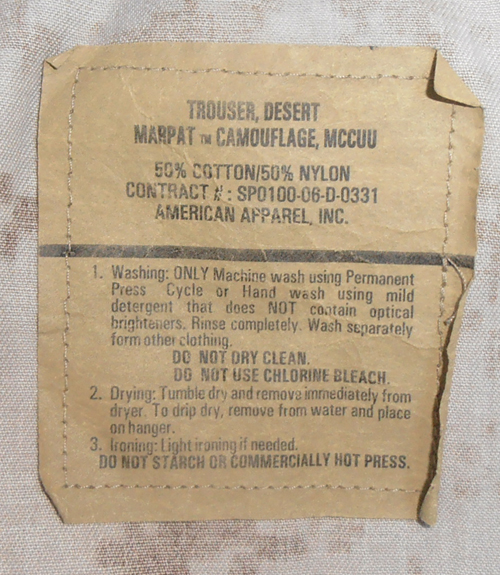 TROUSER, DESERT
MARPAT TM CAMOUFLAGE, MCCUU
50% COTTON/50% NYLON
CONTRACT #: SP0100-06-D-0331
AMERICAN APPAREL, INC.
1. Washing: ONLY Machine wash using Permanent
Press Cycle or Hand wash using mild
detergent that does NOT contain optical
brighteners. Rinse completely. Wash separately
form other clothing.
DO NOT DRY CLEAN.
DO NOT USE CHLORINE BLEACH.
2. Drying: Tumble dry and remove immediately from
dryer. To drip dry, remove from water and place
on hanger.
3. Ironing: Light ironing if needed.
DO NOT STARCH OR COMMERCIALLY HOT PRESS.